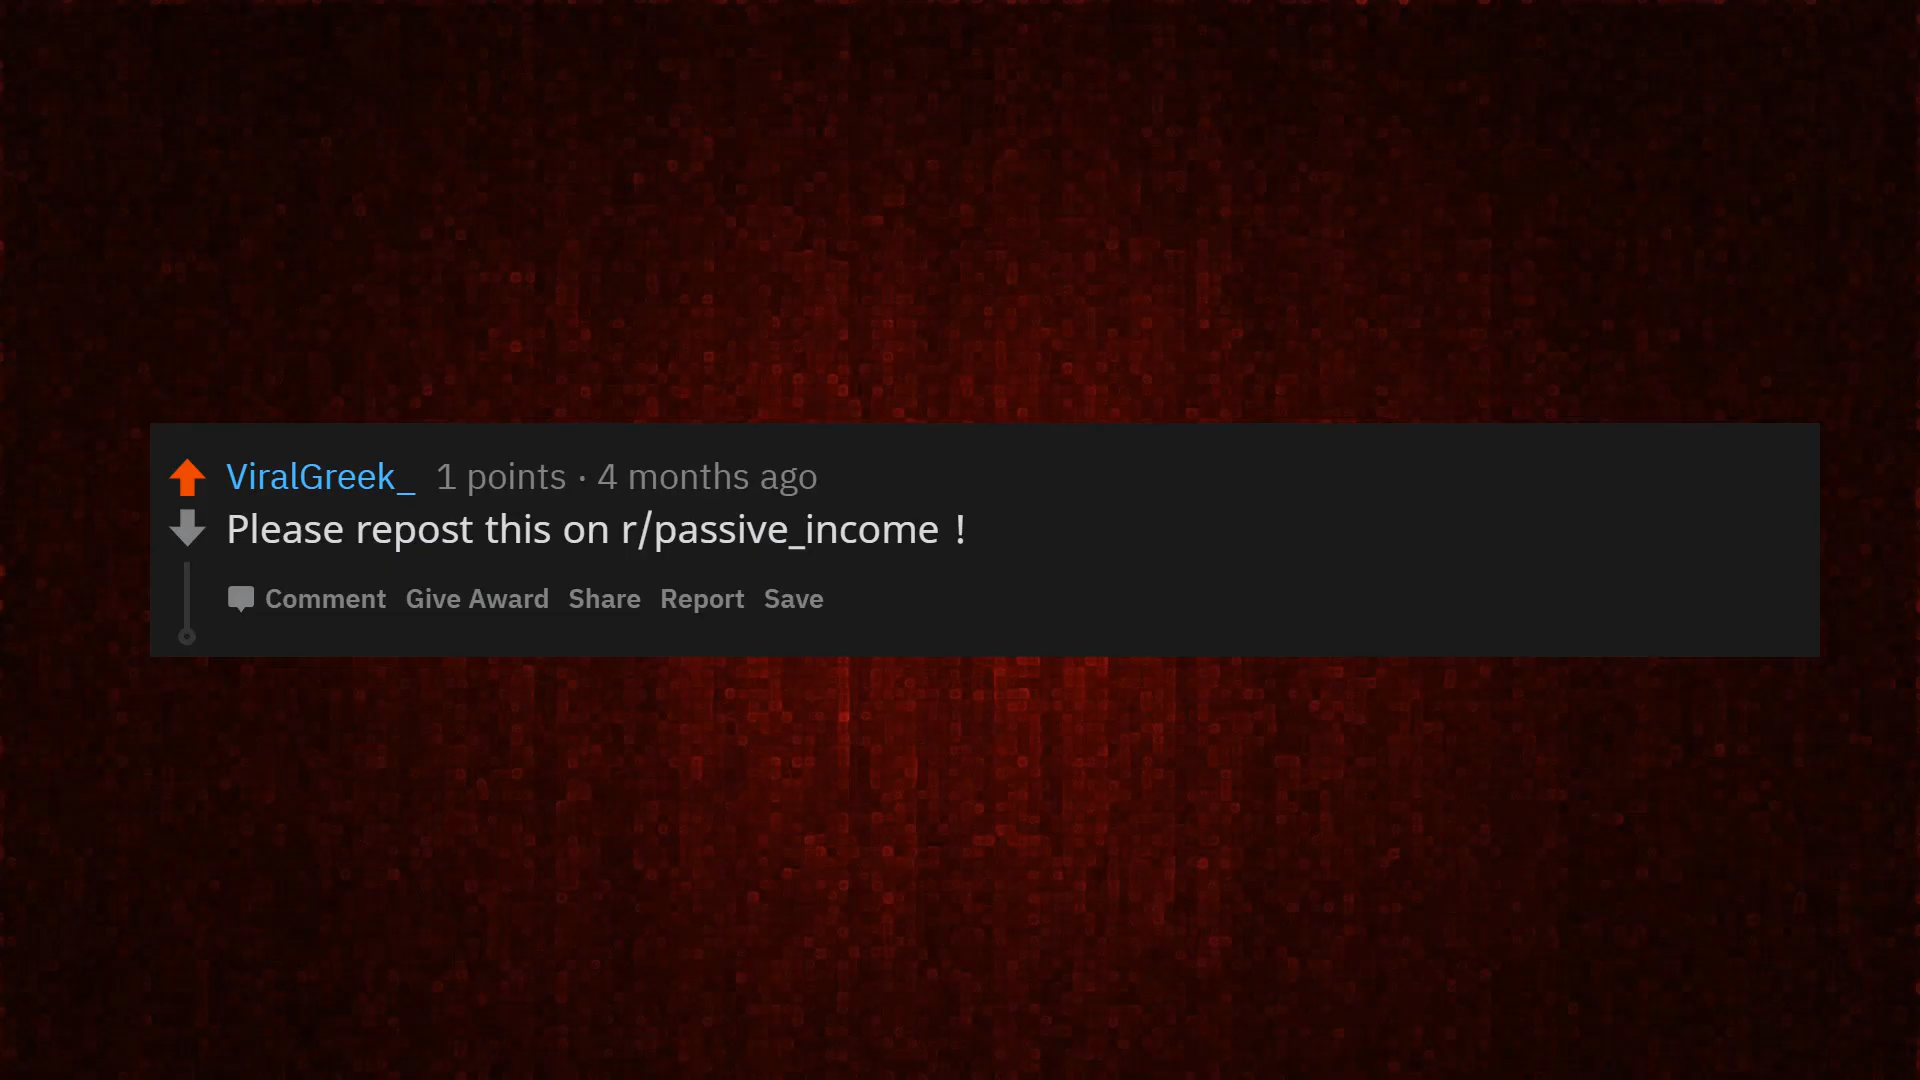 ViralGreek_ 1 points · 4 months ago
Please repost this on r/passive_income !
Comment Give Award Share Report Save